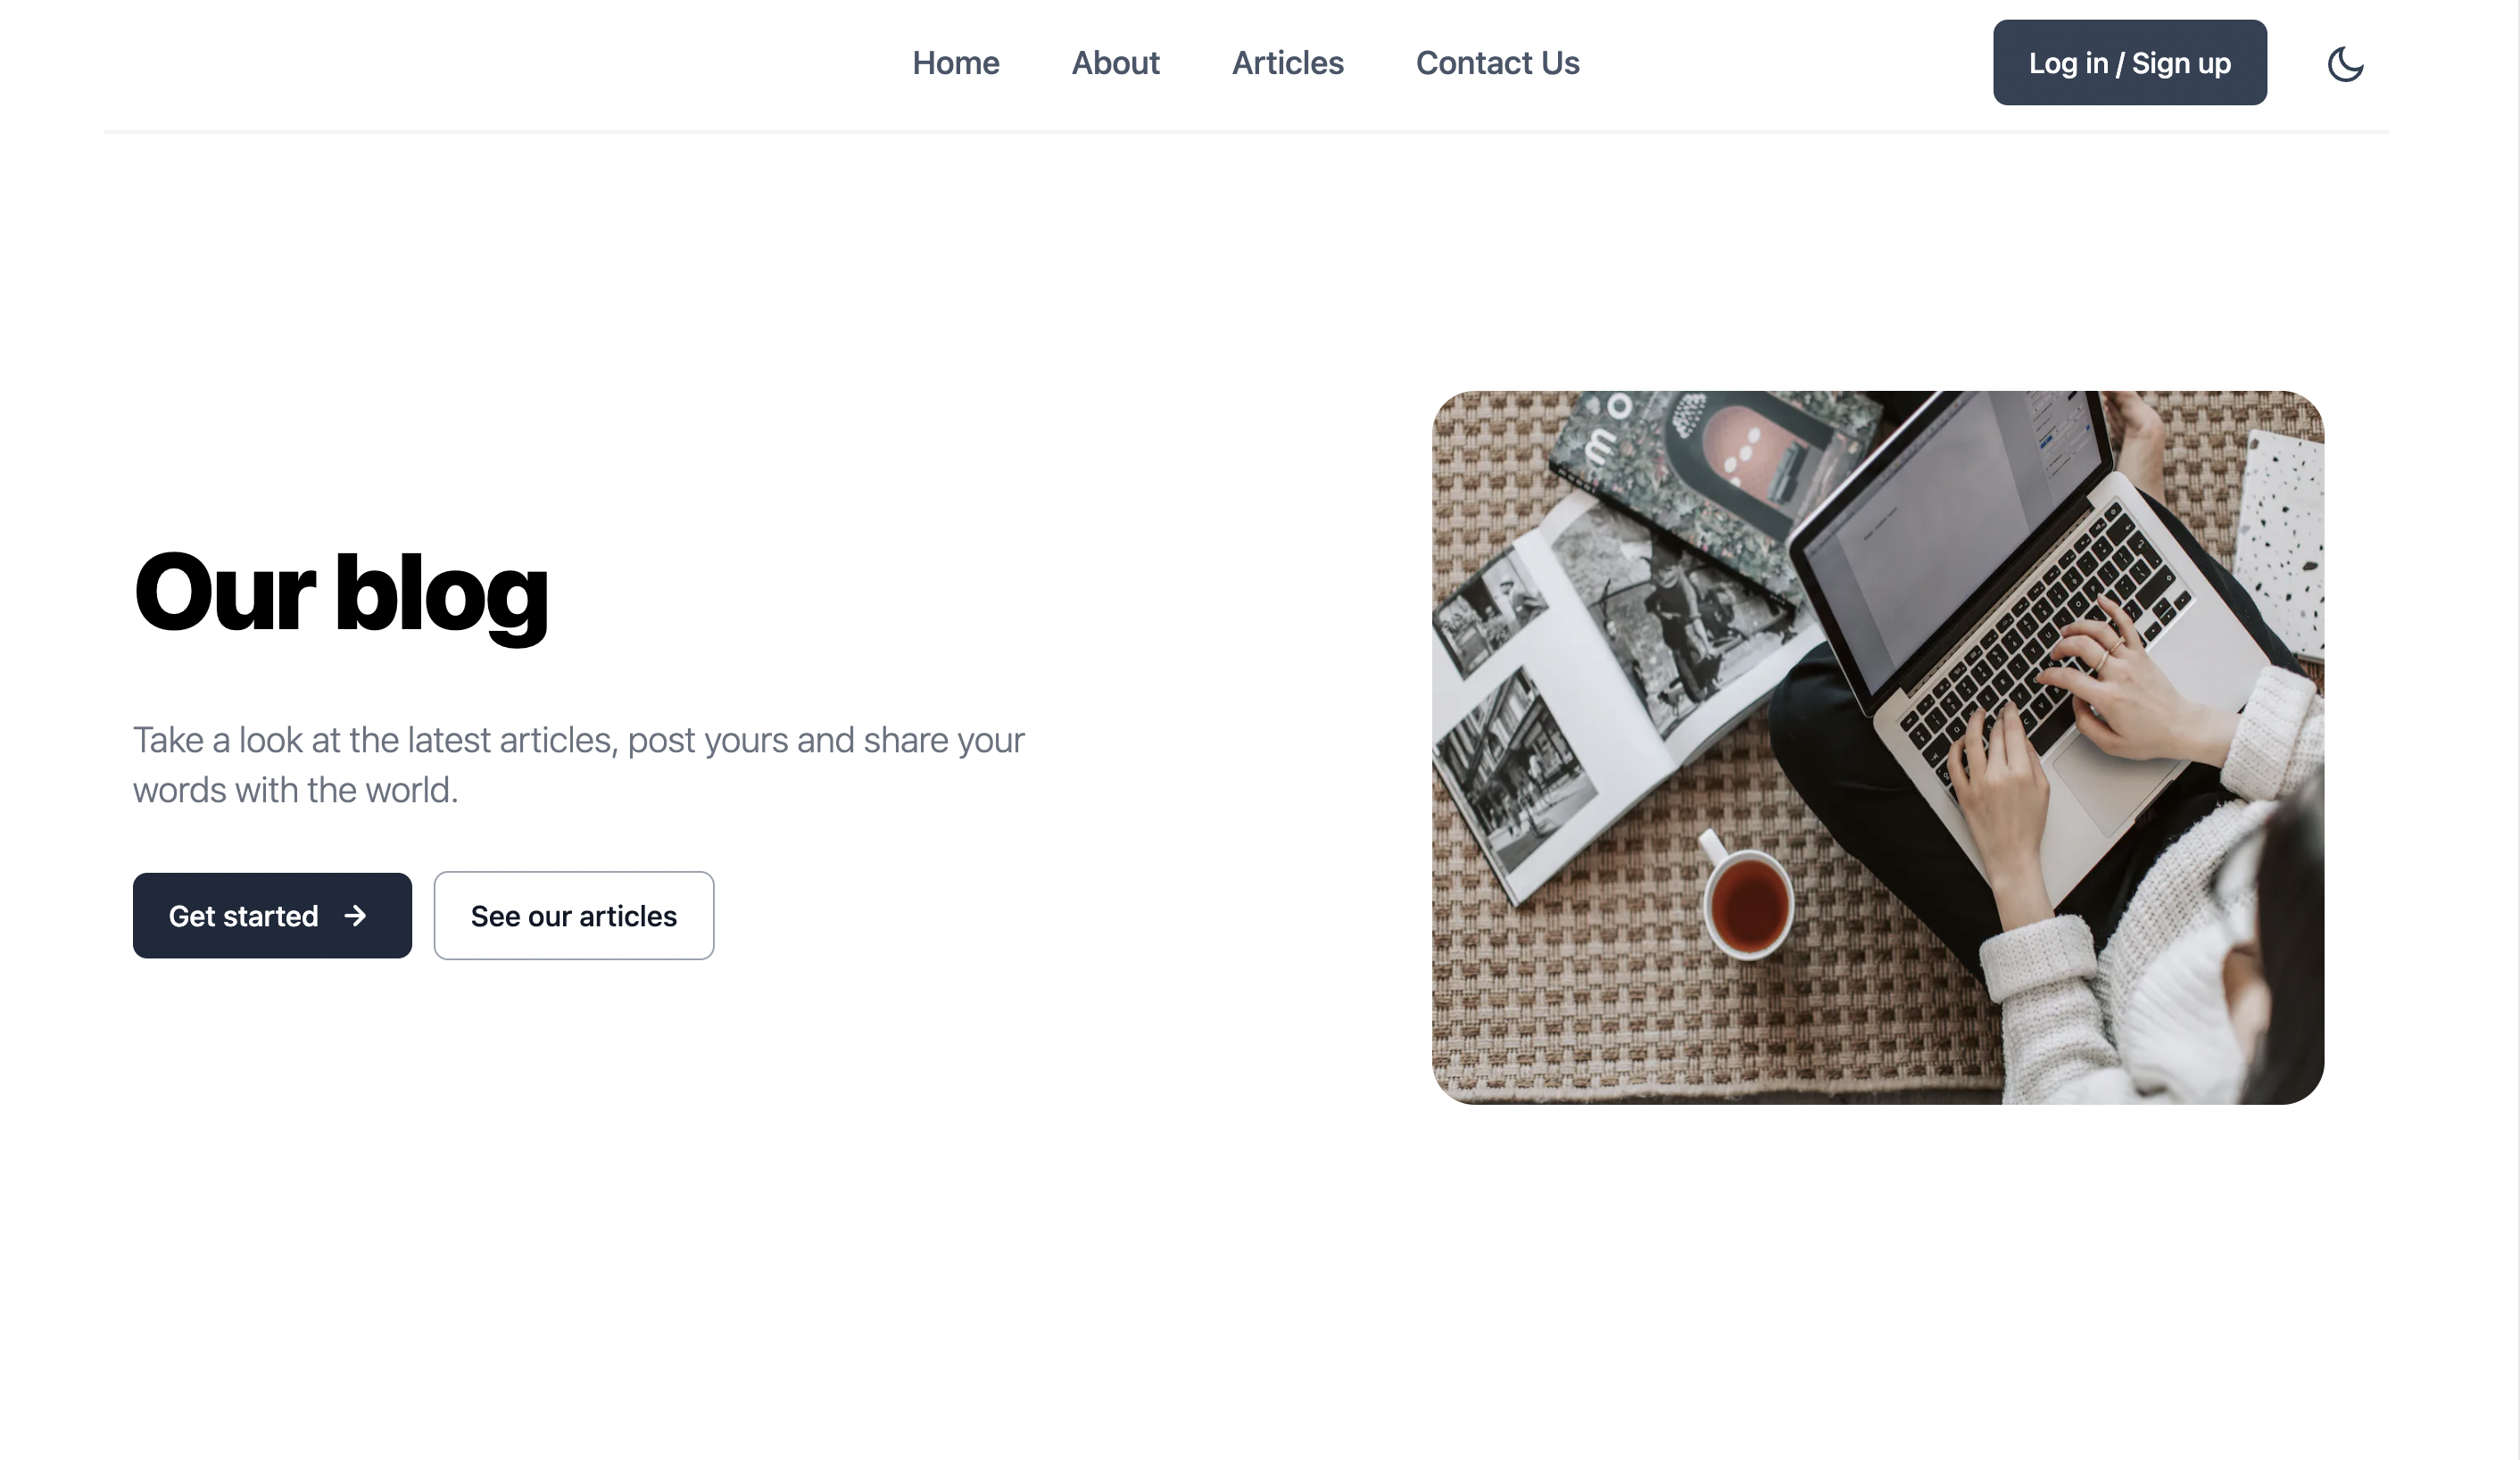 Home
About
Articles
Contact Us
Log in / Sign up
Our blog
Take a look at the latest articles, post yours and share your
words with the world.
Get started
See our articles